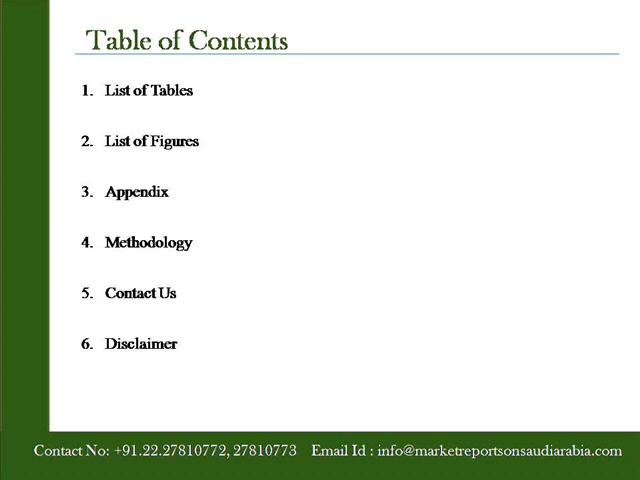 Table of Contents
1. List of Tables
2. List of Figures
3. Appendix
4. Methodology
5. Contact Us
6. Disclaimer
Contact No: +91.22.27810772, 27810773 Email Id : info@marketreportsonsaudiarabia.com